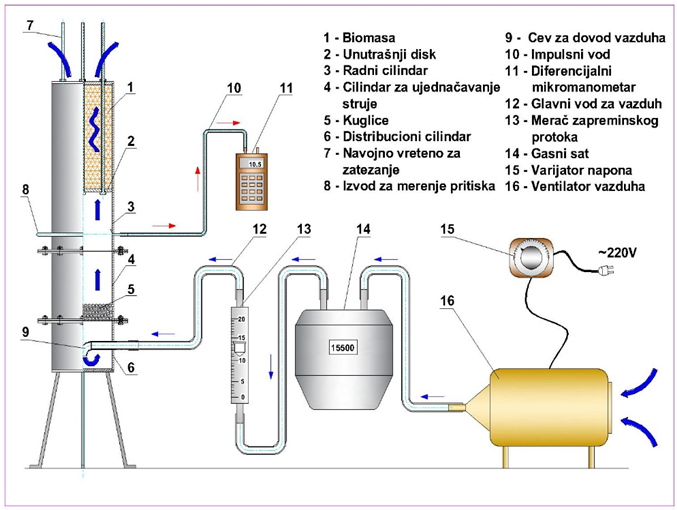 1 - Biomasa
2 - Unutrašnji disk
3 - Radni cilindar
4 - Cilindar za ujednačavanje
struje
5 - Kuglice
6 - Distribucioni cilindar
7 - Navojno vreteno za
zatezanje
8 - Izvod za merenje pritiska
9 - Cev za dovod vazduha
10 - Impulsni vod
11 - Diferencijalni
mikromanometar
12 - Glavni vod za vazduh
13 - Merač zapreminskog
protoka
14 - Gasni sat
15 - Varijator napona
16 - Ventilator vazduha
7
1
10
11
10.5
2
8
3
12
13
14
15
~220V
4
5
9
6
20
15
10
5
0
15500
16